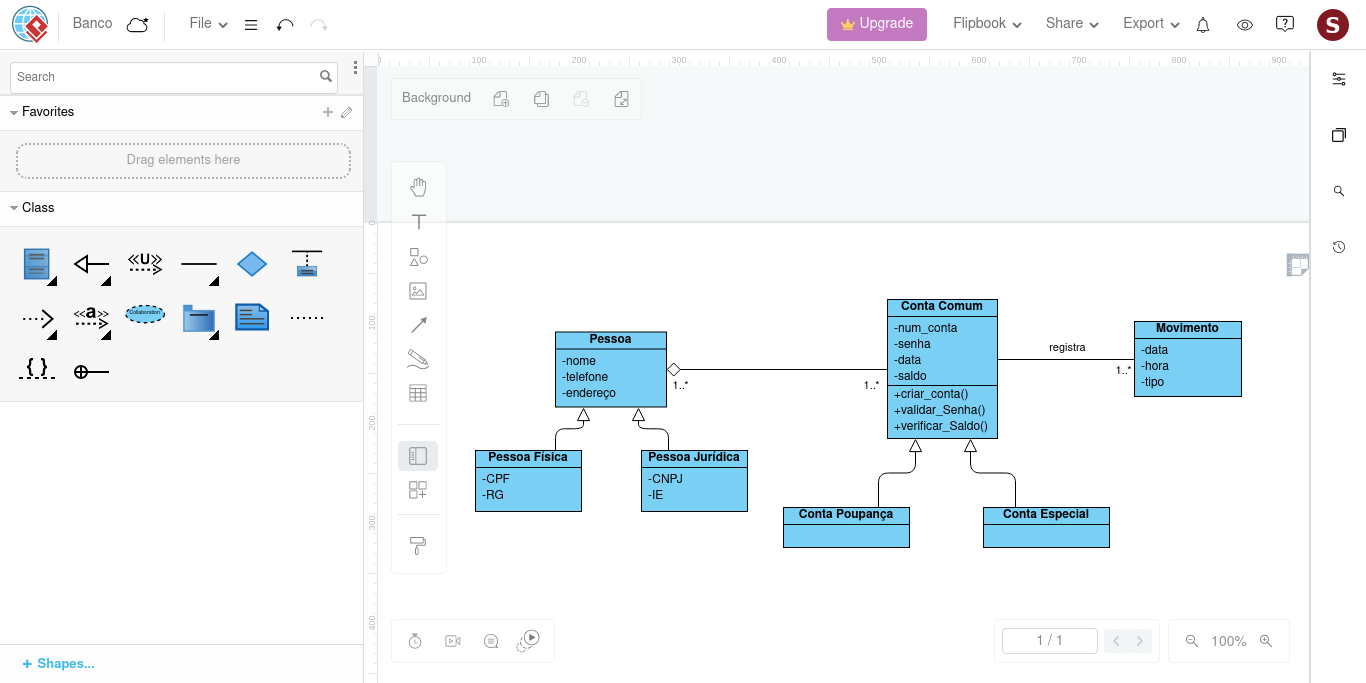 Banco
File
Upgrade
Flipbook
Share
Export
S
Search
Favorites
Drag elements here
Class
<<U>>
<<a>>
Collaboration
{ }
+ Shapes...
0
100
200
300
400
500
600
700
800
900
Background
T
0
100
200
300
400
Pessoa
-nome
-telefone
-endereço
1..*
1..*
Conta Comum
-num_conta
-senha
-data
-saldo
+criar_conta()
+validar_Senha()
+verificar_Saldo()
registra
1..*
Movimento
-data
-hora
-tipo
Pessoa Física
-CPF
-RG
Pessoa Jurídica
-CNPJ
-IE
Conta Poupança
Conta Especial
1 / 1
100%